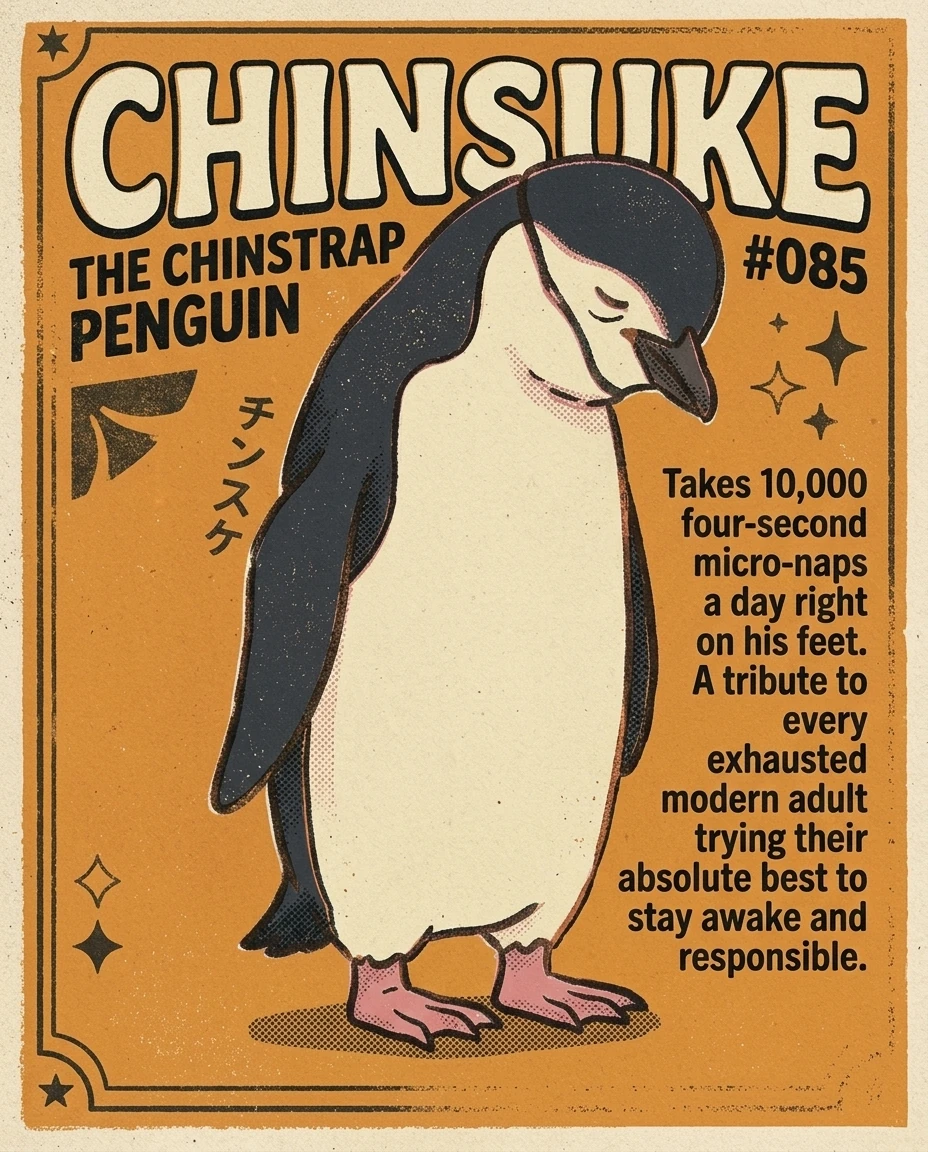 CHINSUKE
THE CHINSTRAP
PENGUIN
#085
チンスケ
Takes 10,000
four-second
micro-naps
a day right
on his feet.
A tribute to
every
exhausted
modern adult
trying their
absolute best to
stay awake and
responsible.